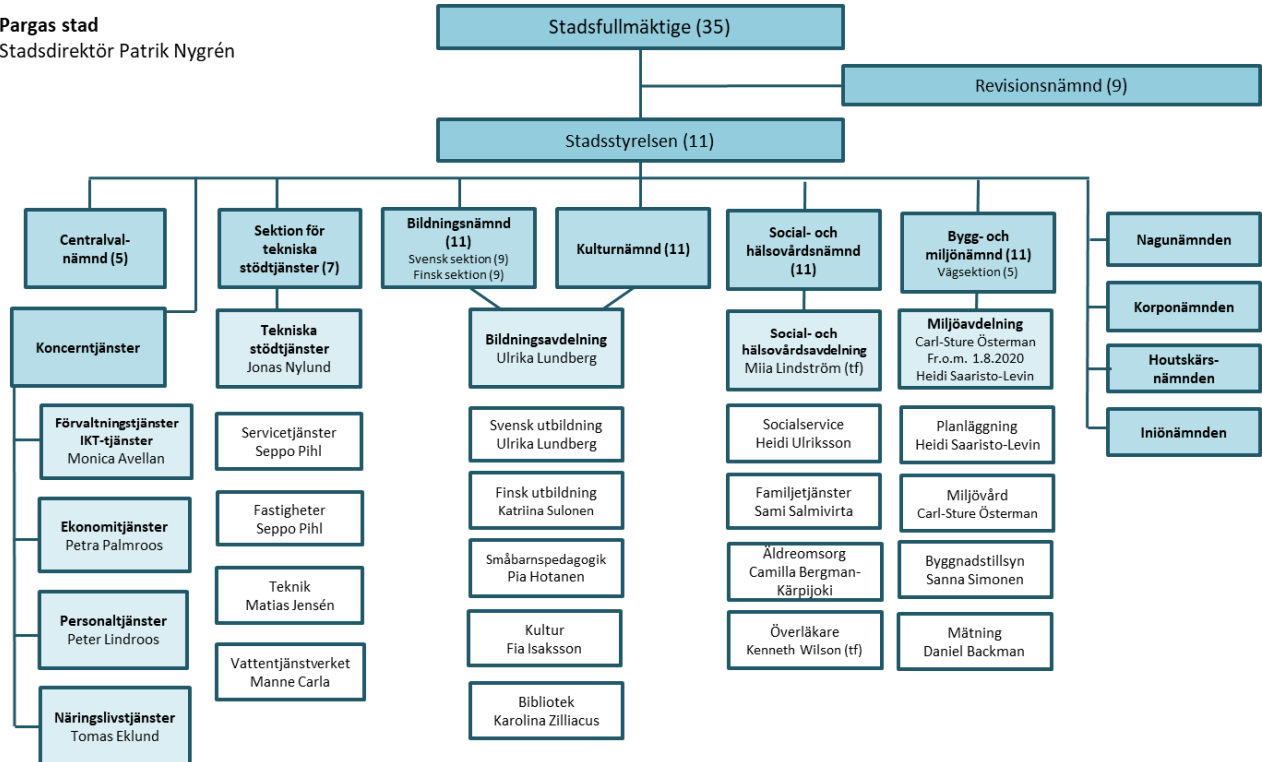 Pargas stad
Stadsdirektör Patrik Nygrén
Stadsfullmäktige (35)
Revisionsnämnd (9)
Stadsstyrelsen (11)
Centralval-
nämnd (5)
Sektion för
tekniska
stödtjänster (7)
Bildningsnämnd
(11)
Svensk sektion (9)
Finsk sektion (9)
Kulturnämnd (11)
Social- och
hälsovårdsnämnd
(11)
Bygg- och
miljönämnd (11)
Vägsektion (5)
Nagunämnden
Korponämnden
Houtskärs-
nämnden
Iniönämnden
Koncerntjänster
Förvaltningstjänster
IKT-tjänster
Monica Avellan
Ekonomitjänster
Petra Palmroos
Personaltjänster
Peter Lindroos
Näringslivstjänster
Tomas Eklund
Tekniska
stödtjänster
Jonas Nylund
Servicetjänster
Seppo Pihl
Fastigheter
Seppo Pihl
Teknik
Matias Jensén
Vattentjänstverket
Manne Carla
Bildningsavdelning
Ulrika Lundberg
Svensk utbildning
Ulrika Lundberg
Finsk utbildning
Katriina Sulonen
Småbarnspedagogik
Pia Hotanen
Kultur
Fia Isaksson
Bibliotek
Karolina Zilliacus
Social- och
hälsovårdsavdelning
Miia Lindström (tf)
Socialservice
Heidi Ulriksson
Familjetjänster
Sami Salmivirta
Äldreomsorg
Camilla Bergman-
Kärpijoki
Överläkare
Kenneth Wilson (tf)
Miljöavdelning
Carl-Sture Österman
Fr.o.m. 1.8.2020
Heidi Saaristo-Levin
Planläggning
Heidi Saaristo-Levin
Miljövård
Carl-Sture Österman
Byggnadstillsyn
Sanna Simonen
Mätning
Daniel Backman